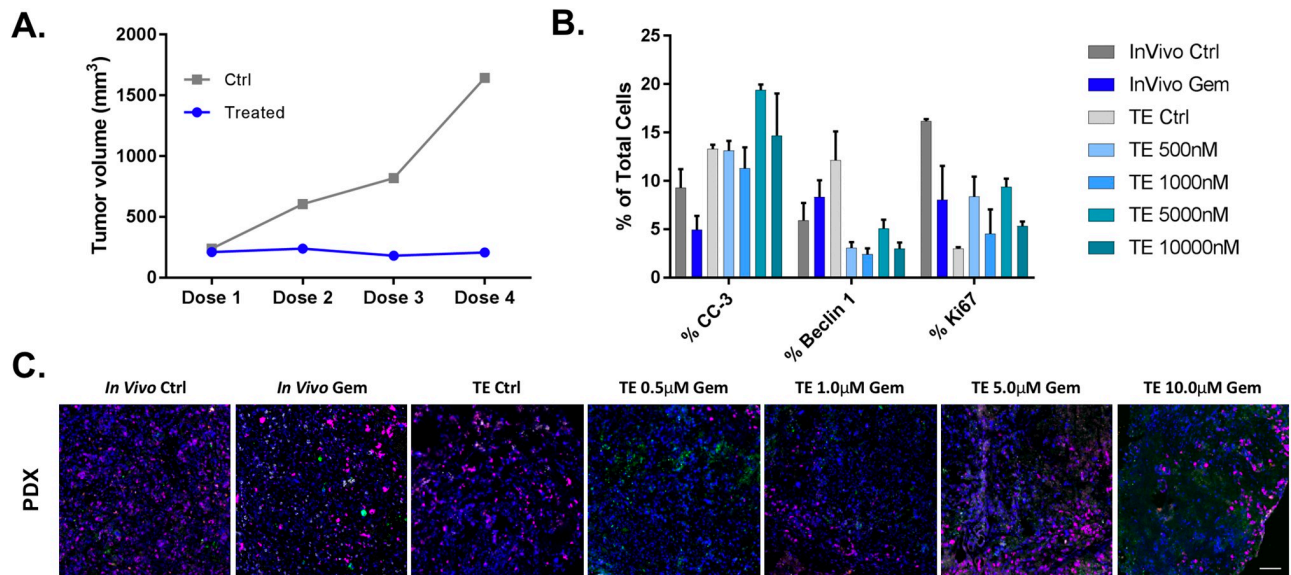 A.
Tumor volume (mm³)
2000
1500
1000
500
0
Ctrl
Treated
Dose 1 Dose 2 Dose 3 Dose 4
B.
% of Total Cells
25
20
15
10
5
0
% CC-3
% Beclin 1
% Ki67
InVivo Ctrl
InVivo Gem
TE Ctrl
TE 500nM
TE 1000nM
TE 5000nM
TE 10000nM
C.
In Vivo Ctrl In Vivo Gem TE Ctrl TE 0.5μM Gem TE 1.0μM Gem TE 5.0μM Gem TE 10.0μM Gem
PDX